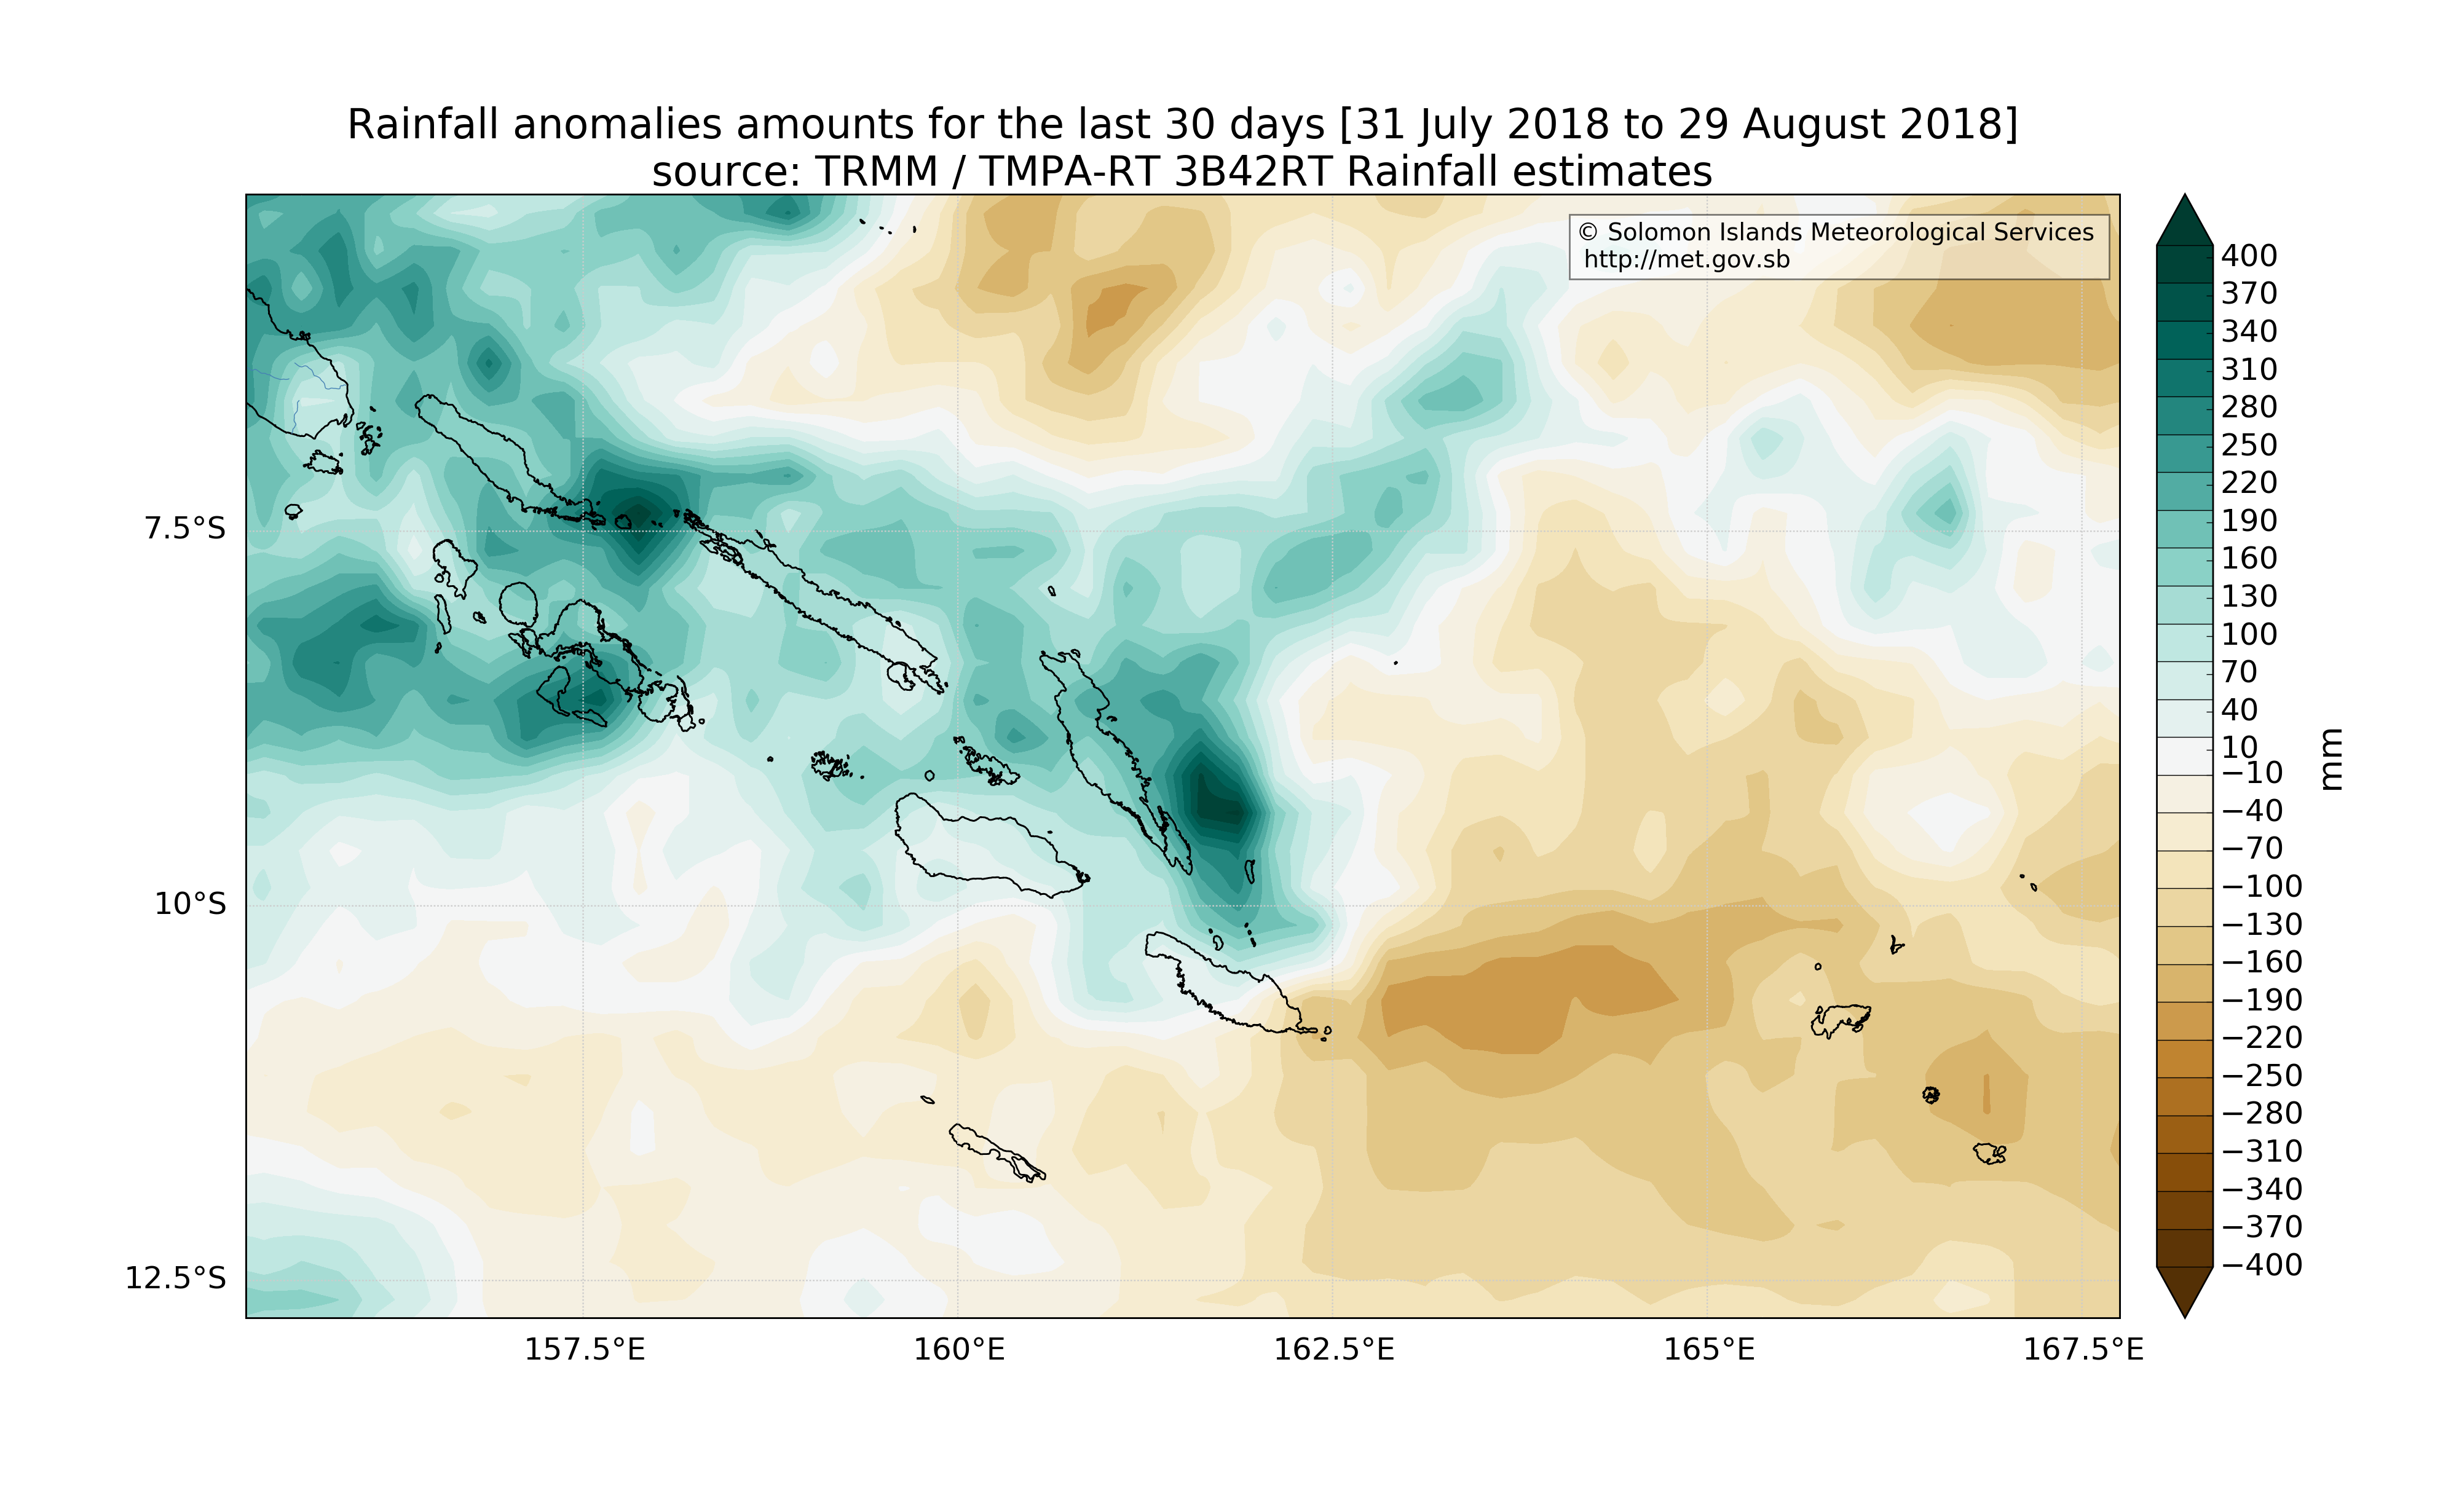 Rainfall anomalies amounts for the last 30 days [31 July 2018 to 29 August 2018]
source: TRMM / TMPA-RT 3B42RT Rainfall estimates
© Solomon Islands Meteorological Services
http://met.gov.sb
7.5°S
10°S
12.5°S
157.5°E
160°E
162.5°E
165°E
167.5°E
400
370
340
310
280
250
220
190
160
130
100
70
40
10
−10
−40
−70
−100
−130
−160
−190
−220
−250
−280
−310
−340
−370
−400
mm